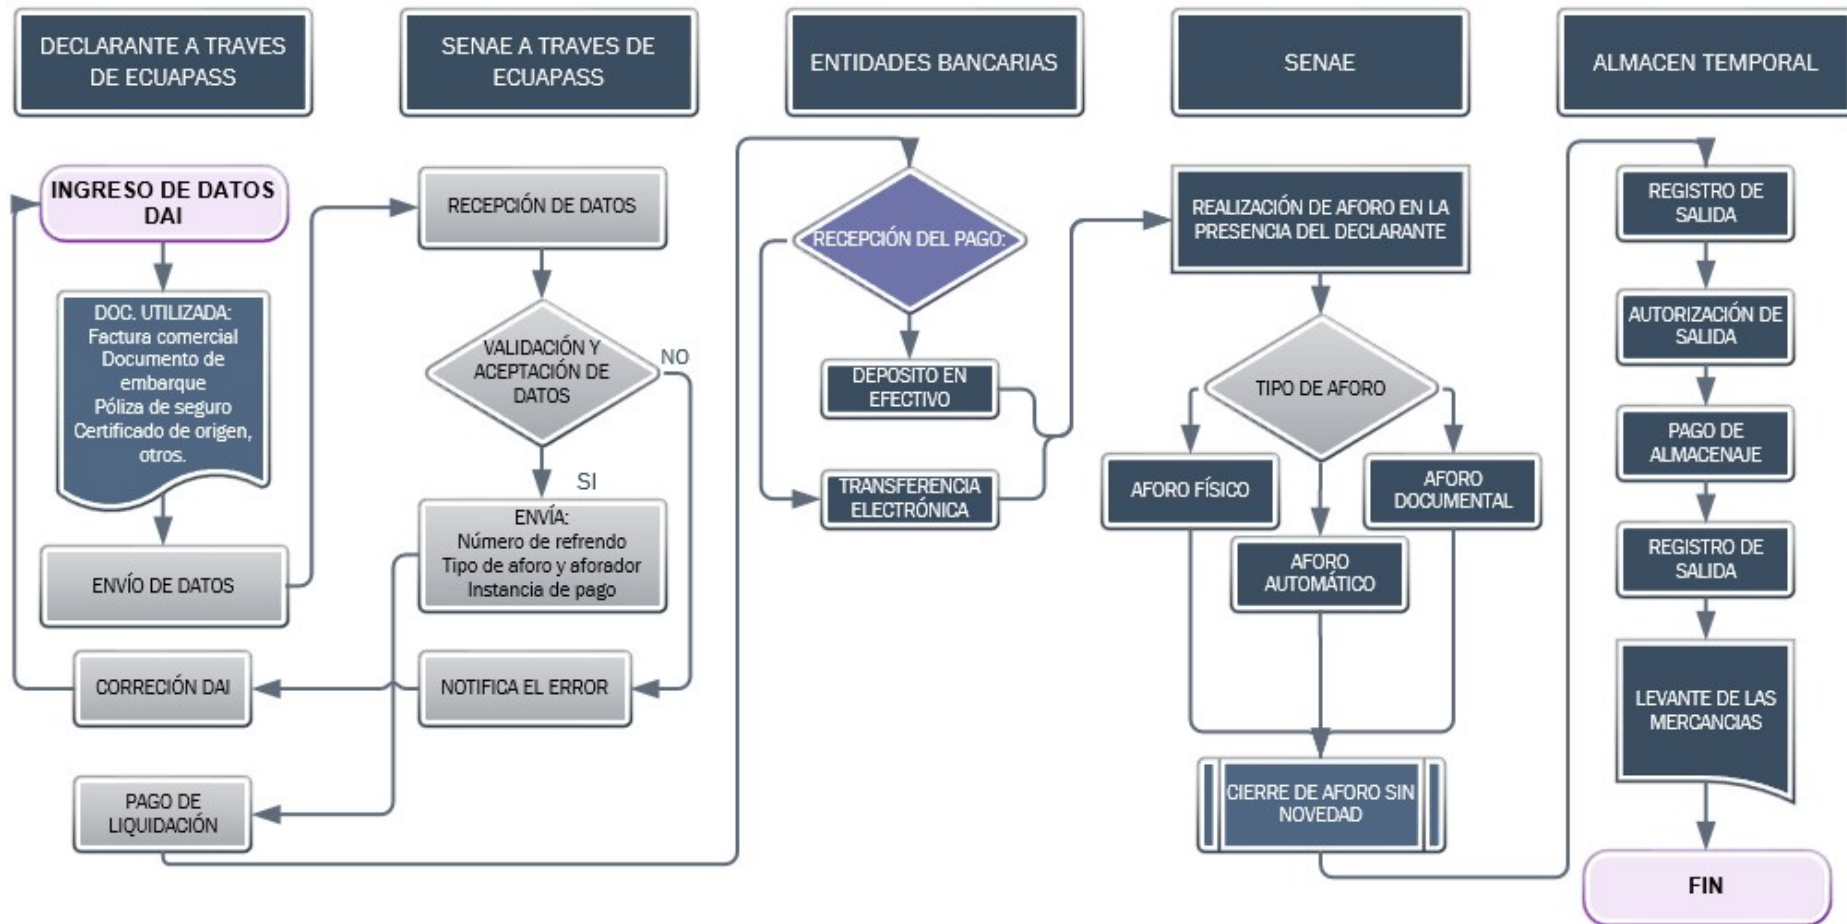 DECLARANTE A TRAVES
DE ECUAPASS
SENAE A TRAVES DE
ECUAPASS
ENTIDADES BANCARIAS
SENAE
ALMACEN TEMPORAL
INGRESO DE DATOS
DAI
DOC. UTILIZADA:
Factura comercial
Documento de
embarque
Póliza de seguro
Certificado de origen,
otros.
ENVÍO DE DATOS
CORRECIÓN DAI
PAGO DE
LIQUIDACIÓN
RECEPCIÓN DE DATOS
VALIDACIÓN Y
ACEPTACIÓN DE
DATOS
NO
SI
ENVÍA:
Número de refrendo
Tipo de aforo y aforador
Instancia de pago
NOTIFICA EL ERROR
RECEPCIÓN DEL PAGO:
DEPOSITO EN
EFECTIVO
TRANSFERENCIA
ELECTRÓNICA
REALIZACIÓN DE AFORO EN LA
PRESENCIA DEL DECLARANTE
TIPO DE AFORO
AFORO FÍSICO
AFORO
DOCUMENTAL
AFORO
AUTOMÁTICO
CIERRE DE AFORO SIN
NOVEDAD
REGISTRO DE
SALIDA
AUTORIZACIÓN DE
SALIDA
PAGO DE
ALMACENAJE
REGISTRO DE
SALIDA
LEVANTE DE LAS
MERCANCIAS
FIN